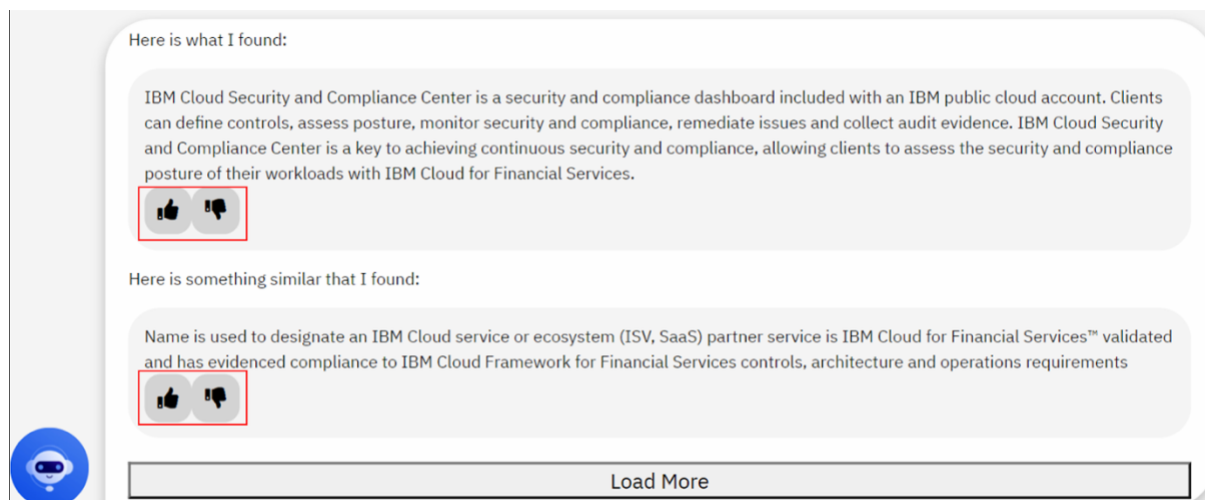 Here is what I found:
IBM Cloud Security and Compliance Center is a security and compliance dashboard included with an IBM public cloud account. Clients
can define controls, assess posture, monitor security and compliance, remediate issues and collect audit evidence. IBM Cloud Security
and Compliance Center is a key to achieving continuous security and compliance, allowing clients to assess the security and compliance
posture of their workloads with IBM Cloud for Financial Services.
Here is something similar that I found:
Name is used to designate an IBM Cloud service or ecosystem (ISV, SaaS) partner service is IBM Cloud for Financial Services™ validated
and has evidenced compliance to IBM Cloud Framework for Financial Services controls, architecture and operations requirements
Load More